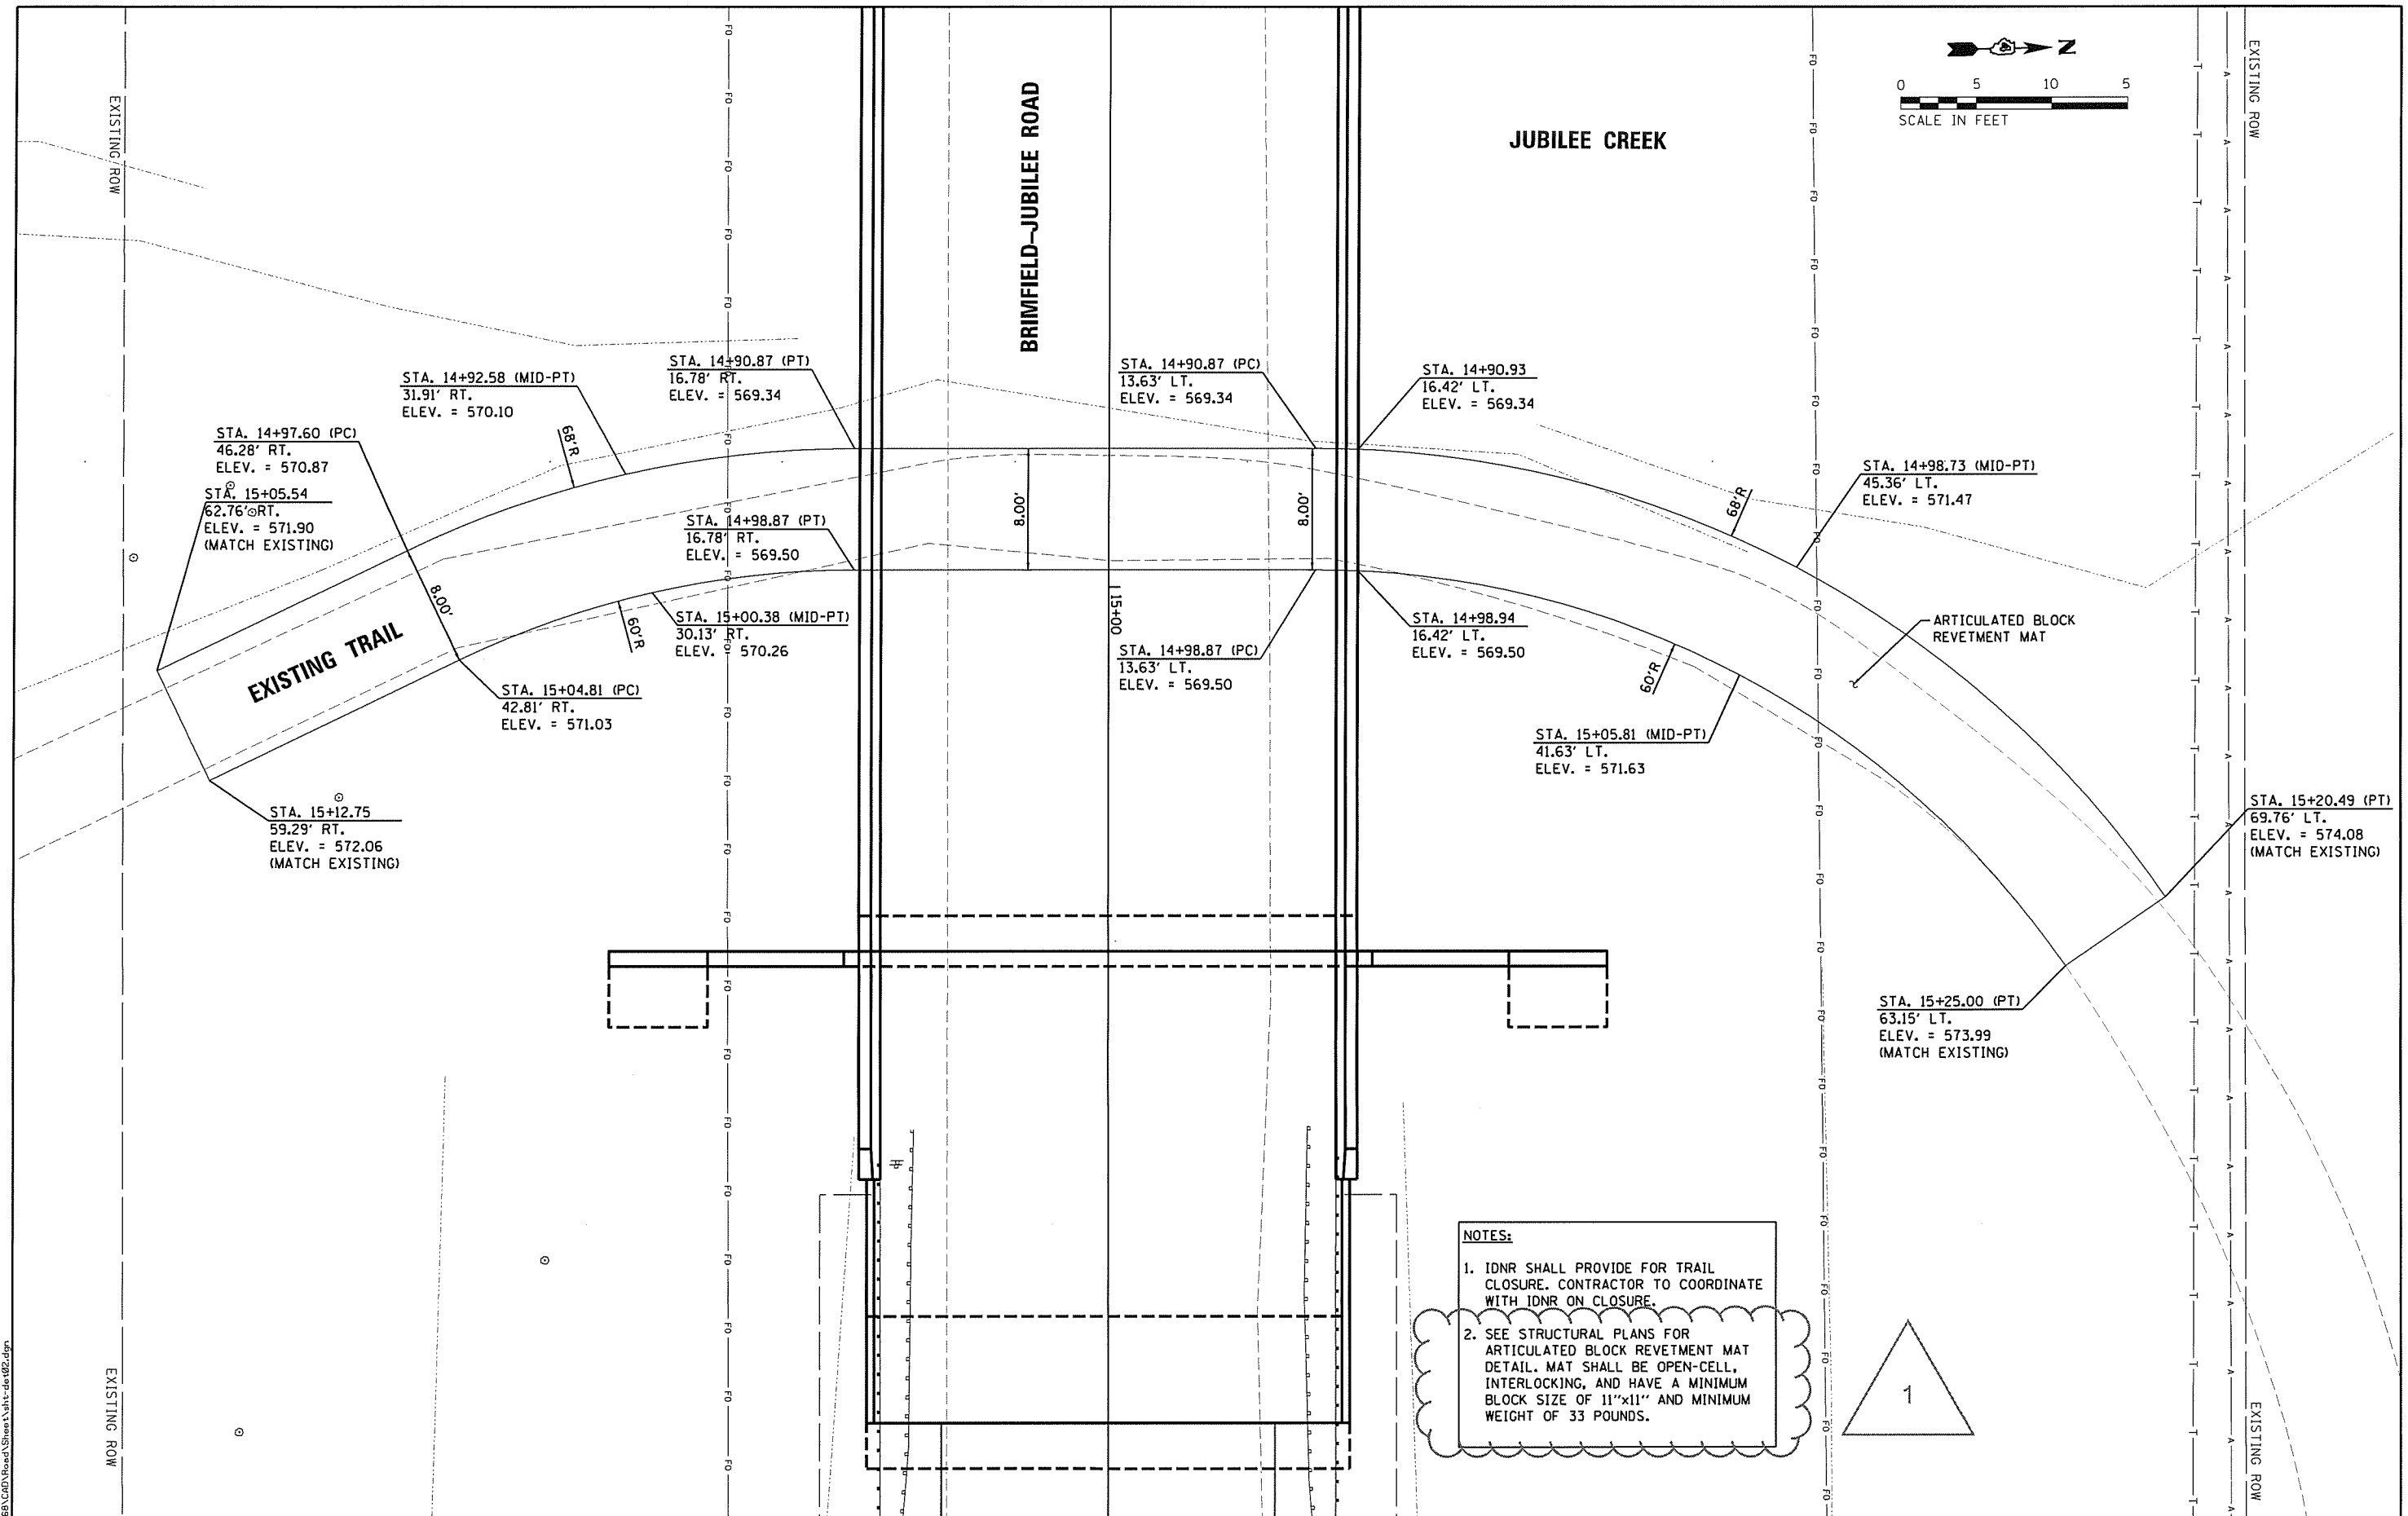 EXISTING ROW
BRIMFIELD-JUBILEE ROAD
JUBILEE CREEK
N
0 5 10 5
SCALE IN FEET
EXISTING ROW
STA. 14+92.58 (MID-PT)
31.91' RT.
ELEV. = 570.10
STA. 14+90.87 (PT)
16.78' RT.
ELEV. = 569.34
STA. 14+90.87 (PC)
13.63' LT.
ELEV. = 569.34
STA. 14+90.93
16.42' LT.
ELEV. = 569.34
STA. 14+97.60 (PC)
46.28' RT.
ELEV. = 570.87
STA. 15+05.54
62.76' RT.
ELEV. = 571.90
(MATCH EXISTING)
68'R
STA. 14+98.73 (MID-PT)
45.36' LT.
ELEV. = 571.47
68'R
8.00'
8.00'
STA. 14+98.87 (PT)
16.78' RT.
ELEV. = 569.50
8.00'
EXISTING TRAIL
60'R
STA. 15+00.38 (MID-PT)
30.13' RT.
ELEV. = 570.26
15+00
STA. 14+98.87 (PC)
13.63' LT.
ELEV. = 569.50
STA. 14+98.94
16.42' LT.
ELEV. = 569.50
60'R
ARTICULATED BLOCK
REVETMENT MAT
STA. 15+04.81 (PC)
42.81' RT.
ELEV. = 571.03
STA. 15+05.81 (MID-PT)
41.63' LT.
ELEV. = 571.63
STA. 15+12.75
59.29' RT.
ELEV. = 572.06
(MATCH EXISTING)
STA. 15+20.49 (PT)
69.76' LT.
ELEV. = 574.08
(MATCH EXISTING)
STA. 15+25.00 (PT)
63.15' LT.
ELEV. = 573.99
(MATCH EXISTING)
NOTES:
1. IDNR SHALL PROVIDE FOR TRAIL
CLOSURE. CONTRACTOR TO COORDINATE
WITH IDNR ON CLOSURE.
2. SEE STRUCTURAL PLANS FOR
ARTICULATED BLOCK REVETMENT MAT
DETAIL. MAT SHALL BE OPEN-CELL,
INTERLOCKING, AND HAVE A MINIMUM
BLOCK SIZE OF 11"x11" AND MINIMUM
WEIGHT OF 33 POUNDS.
1
EXISTING ROW
EXISTING ROW
68\CAD\Road\Sheet\sht-det02.dgn